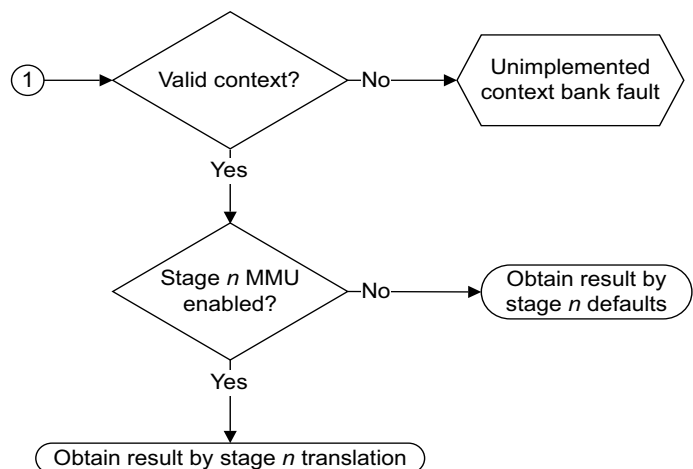 1
Valid context?
No
Unimplemented
context bank fault
Yes
Stage n MMU
enabled?
No
Obtain result by
stage n defaults
Yes
Obtain result by stage n translation